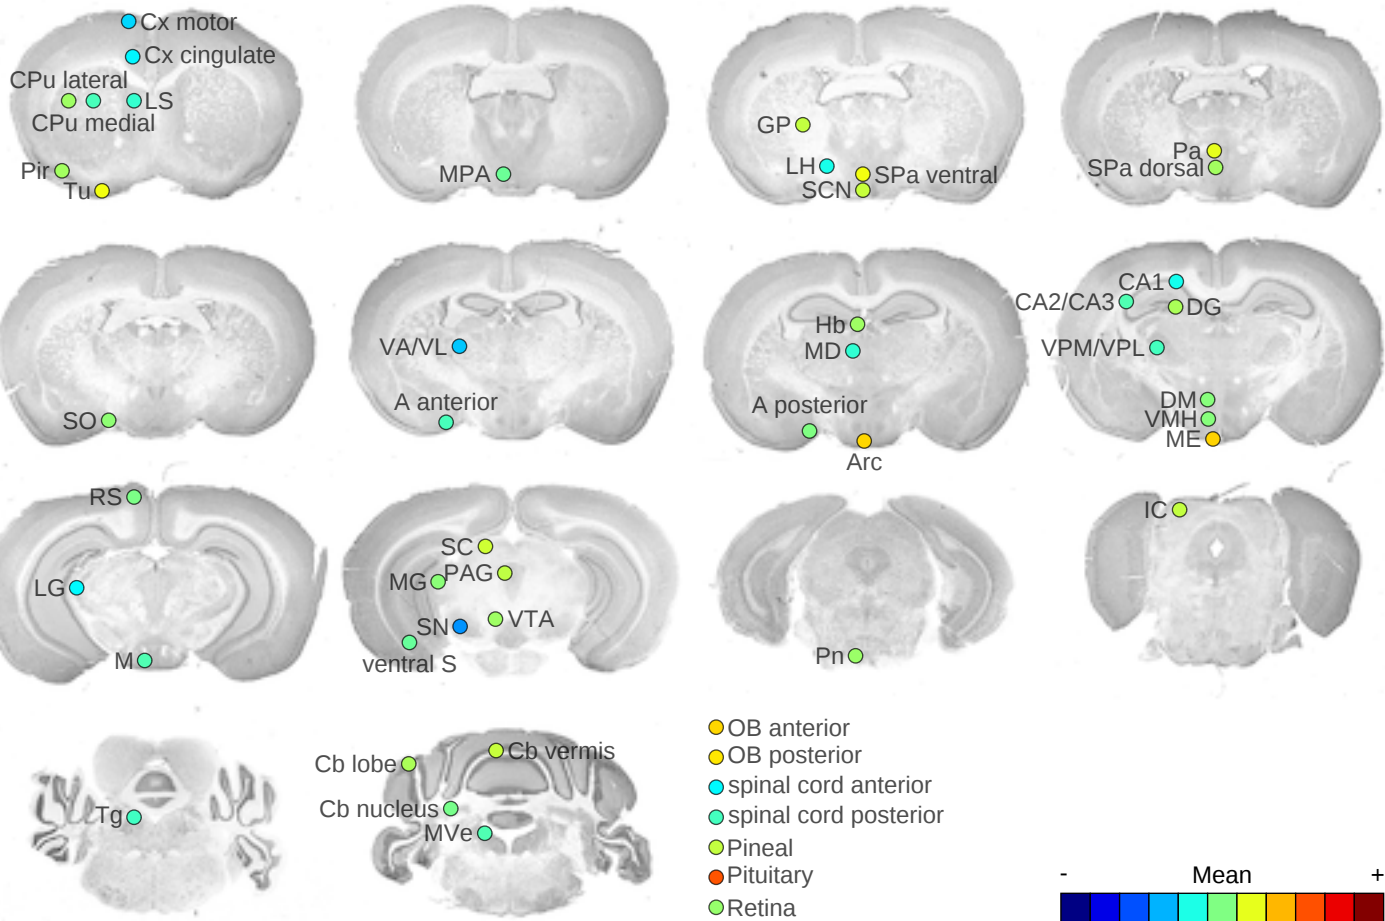 Cx motor
Cx cingulate
CPu lateral
LS
CPu medial
Pir
Tu
MPA
GP
LH
SPa ventral
SCN
Pa
SPa dorsal
SO
VA/VL
A anterior
Hb
MD
A posterior
Arc
CA1
CA2/CA3
DG
VPM/VPL
DM
VMH
ME
RS
LG
M
SC
MG
PAG
SN
VTA
ventral S
Pn
IC
Tg
Cb lobe
Cb vermis
Cb nucleus
MVe
OB anterior
OB posterior
spinal cord anterior
spinal cord posterior
Pineal
Pituitary
Retina
- Mean +